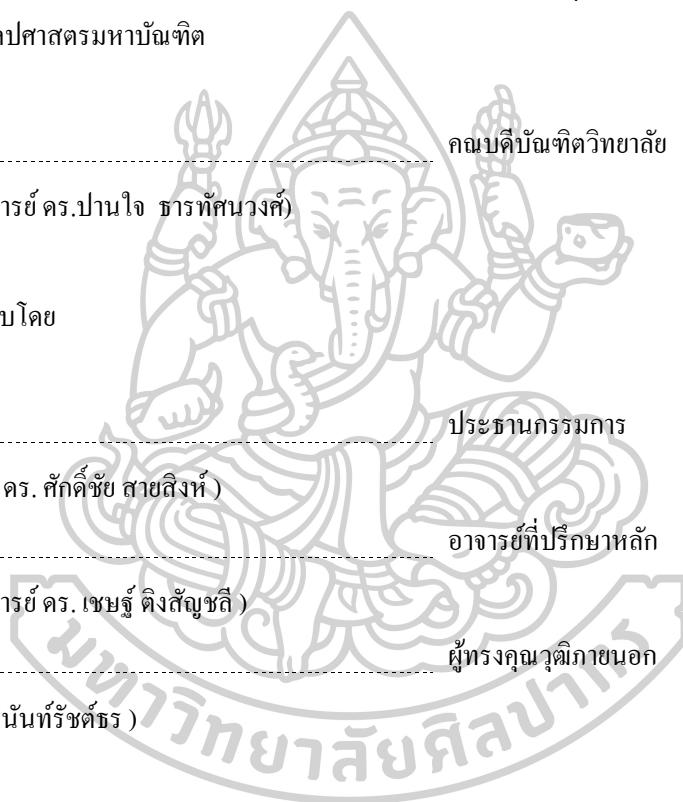 ลปศาสตรมหาบัณฑิต
คณบดีบัณฑิตวิทยาลัย
ารย์ ดร.ปานใจ ธารทัศนวงศ์)
บโดย
ประธานกรรมการ
ดร. ศักดิ์ชัย สายสิงห์ )
อาจารย์ที่ปรึกษาหลัก
ารย์ ดร. เชษฐ์ ติงสัญชลี )
ผู้ทรงคุณวุฒิภายนอก
นันท์รัชต์ธร )
มหาวิทยาลัยศิลปากร